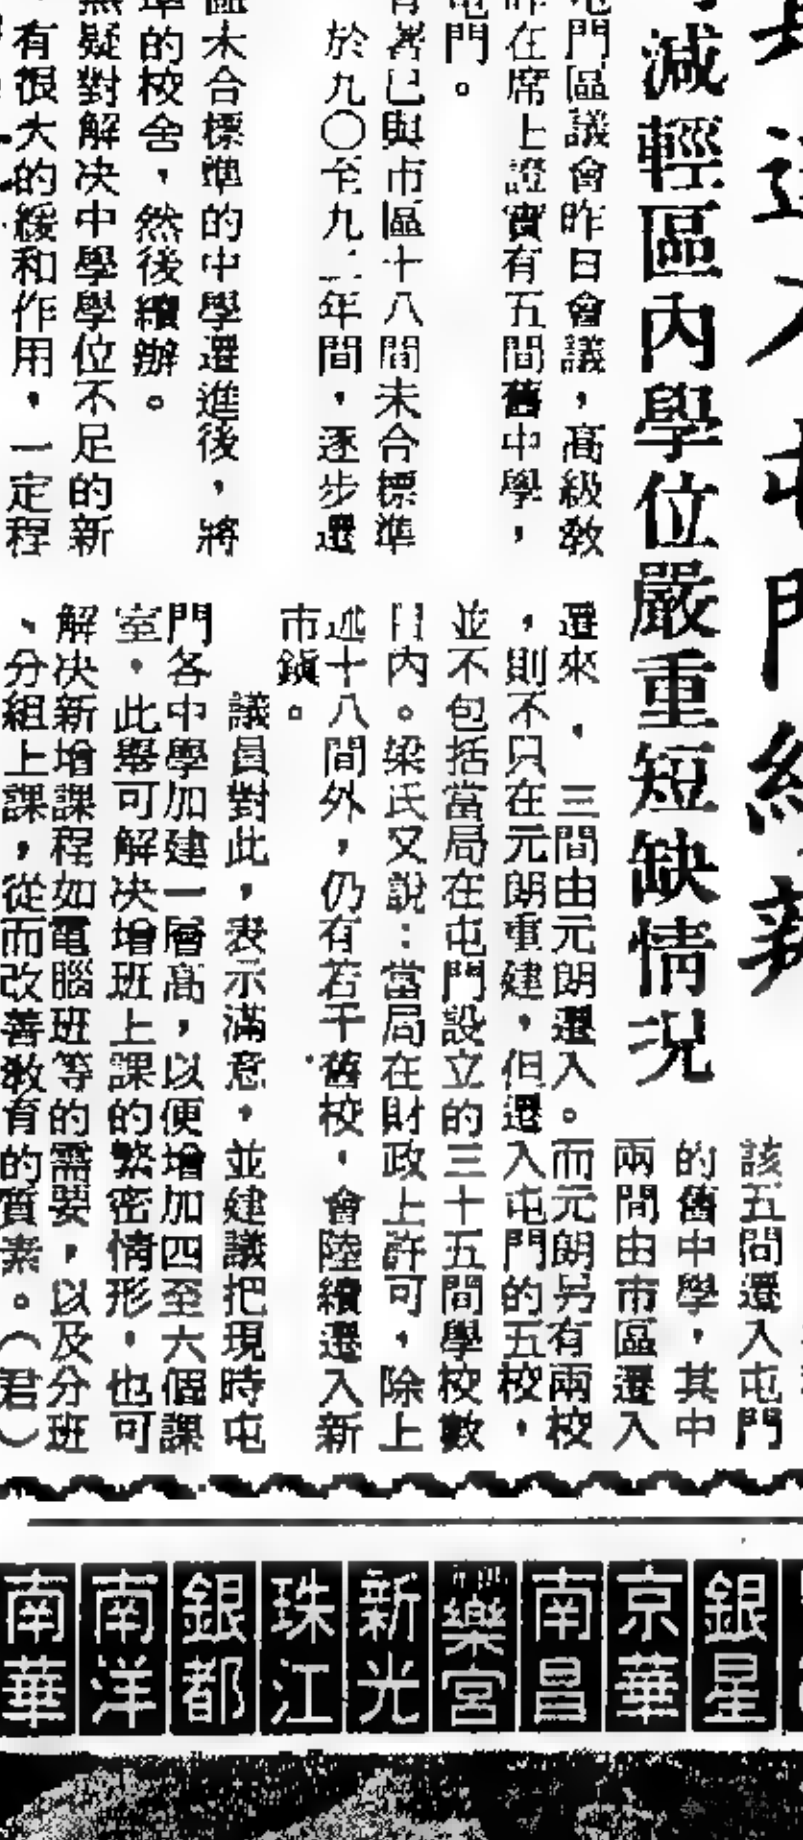 遷入屯門
減輕區內學位嚴重短缺情況
門區議會昨日會議，高級教
昨在席上證實有五間舊中學，
屯門。
署已與市區十八間未合標準
於九〇至九二年間，逐步遷
區未合標準的中學遷進後，將
準的校舍，然後續辦。
無疑對解決中學學位不足的新
，有很大的緩和作用，一定程
該五間遷入屯門
的舊中學，其中
兩間由市區遷入
遷來，三間由元朗遷入。而元朗另有兩校
，則不只在元朗重建，但遷入屯門的五校，
並不包括當局在屯門設立的三十五間學校數
目內。梁氏又說：當局在財政上許可，除上
述十八間外，仍有若干舊校，會陸續遷入新
市鎮。
議員對此，表示滿意，並建議把現時屯
門各中學加建一層高，以便增加四至六個課
室，此舉可解決增班上課的繁密情形，也可
解決新增課程如電腦班等的需要，以及分班
、分組上課，從而改善教育的質素。（君）
銀星
京華
南昌
樂宮
新光
珠江
銀都
南洋
南華